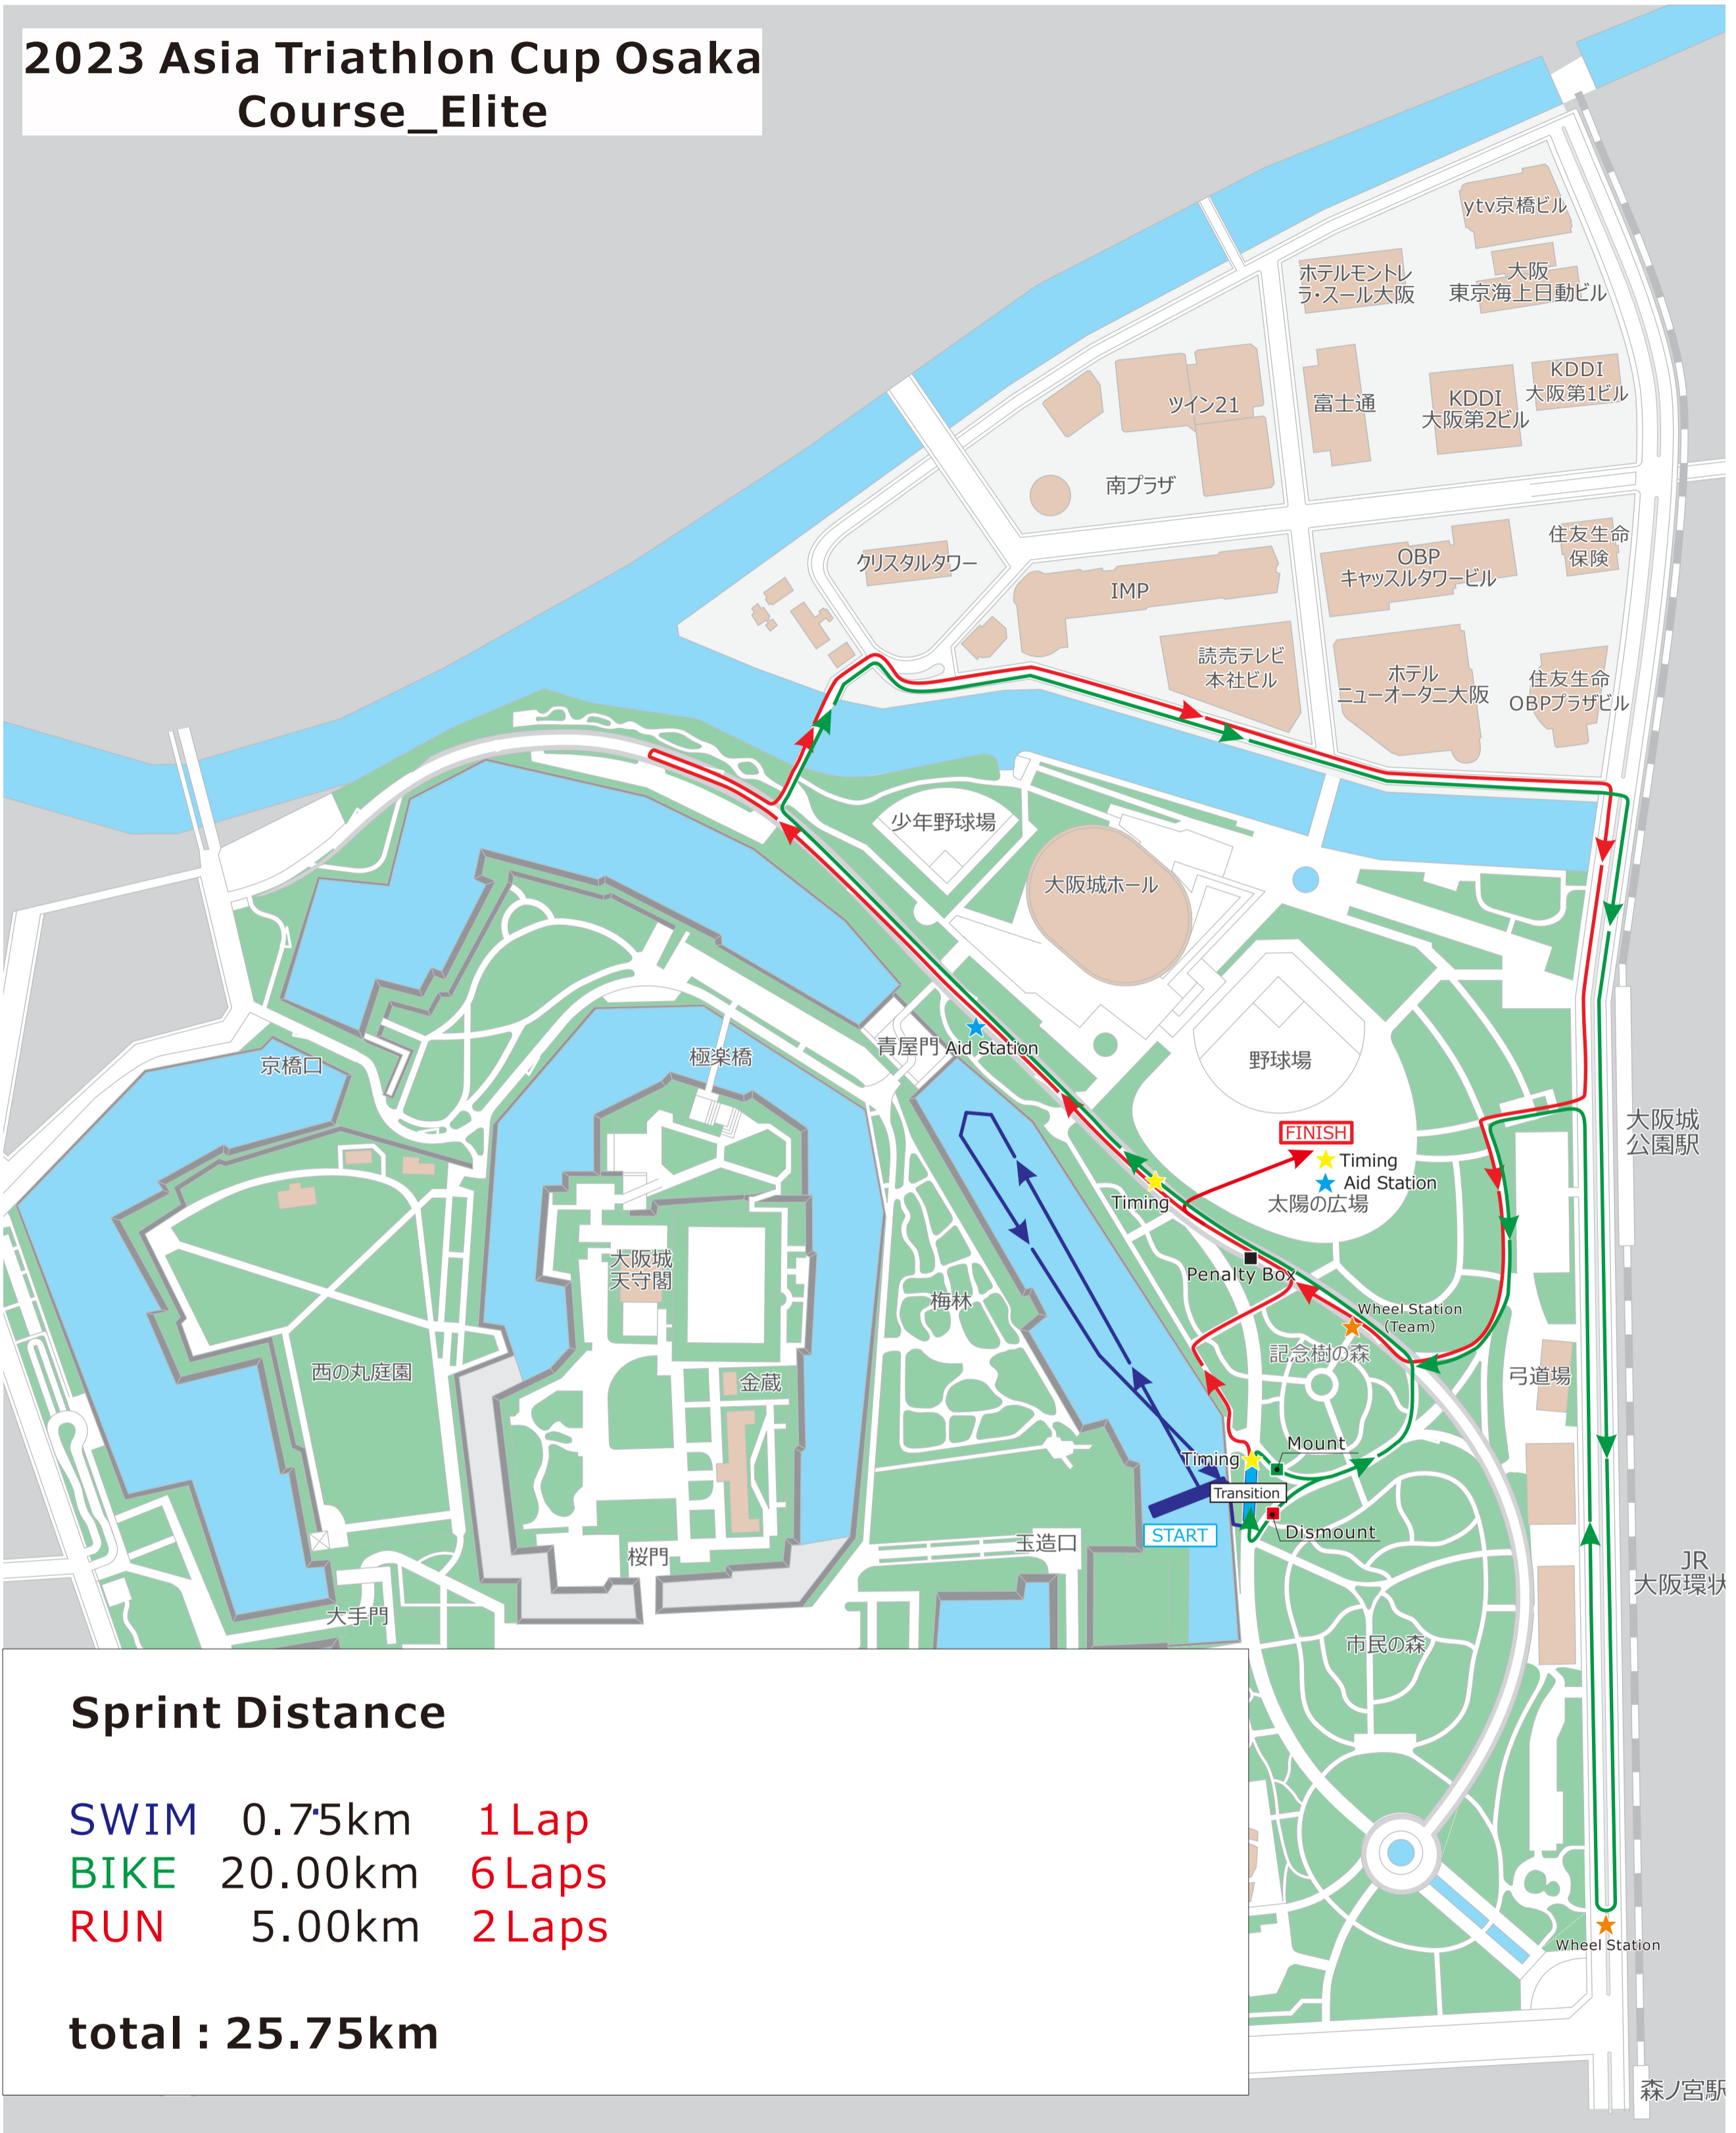 2023 Asia Triathlon Cup Osaka
Course_Elite
ytv京橋ビル
ホテルモントレ
ラ・スール大阪
大阪
東京海上日動ビル
ツイン21
富士通
KDDI
大阪第2ビル
KDDI
大阪第1ビル
南プラザ
クリスタルタワー
IMP
OBP
キャッスルタワービル
住友生命
保険
読売テレビ
本社ビル
ホテル
ニューオータニ大阪
住友生命
OBPプラザビル
少年野球場
大阪城ホール
野球場
青屋門
Aid Station
極楽橋
京橋口
大阪城
公園駅
FINISH
Timing
Aid Station
太陽の広場
Timing
Penalty Box
Wheel Station
(Team)
大阪城
天守閣
梅林
記念樹の森
弓道場
西の丸庭園
金蔵
Mount
Timing
Transition
START
Dismount
玉造口
桜門
大手門
JR
大阪環状
市民の森
Wheel Station
森ノ宮駅
Sprint Distance
SWIM 0.75km 1 Lap
BIKE 20.00km 6 Laps
RUN 5.00km 2 Laps
total : 25.75km